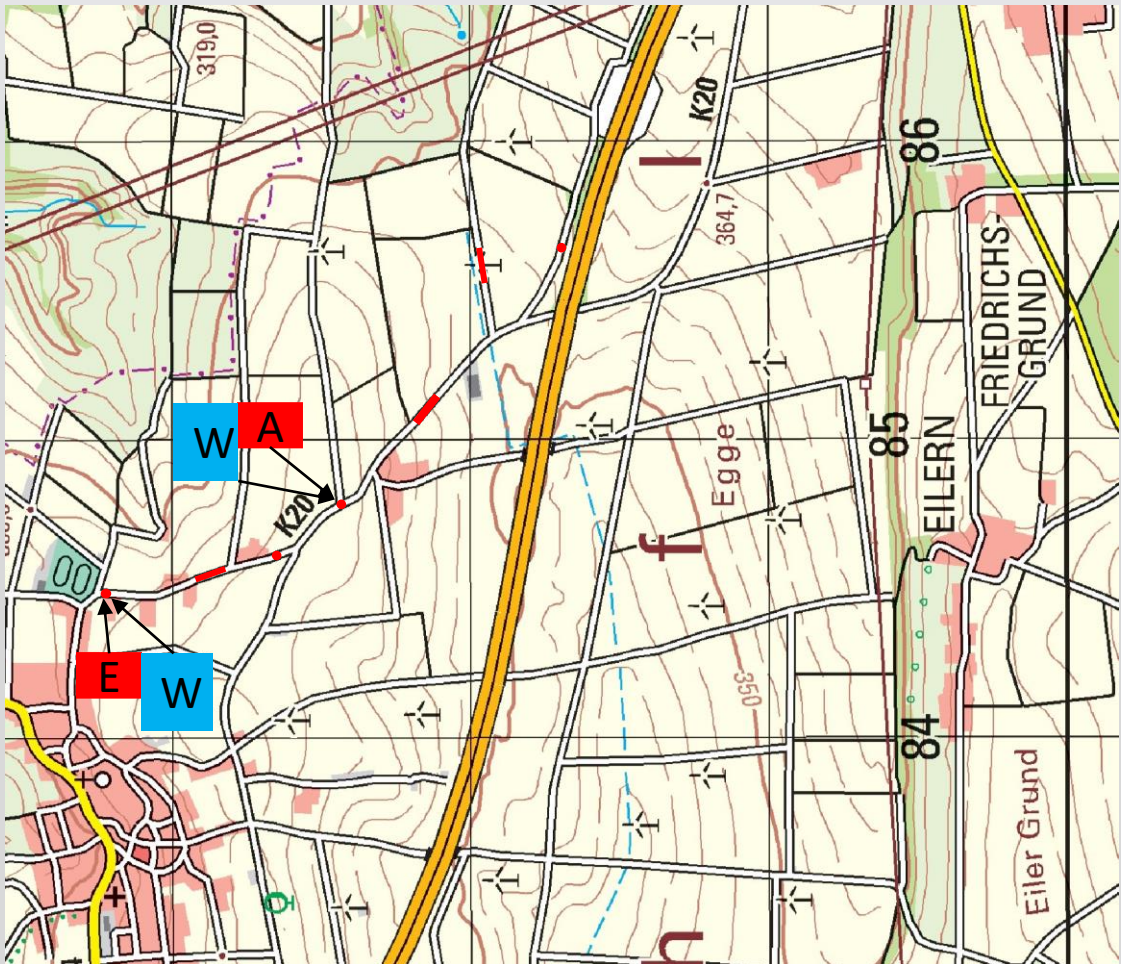 319,0
K20
l
86
364,7
FRIEDRICHS-
GRUND
W
A
Egge
85
EILERN
K20
f
E
W
350
84
Eiler Grund
h